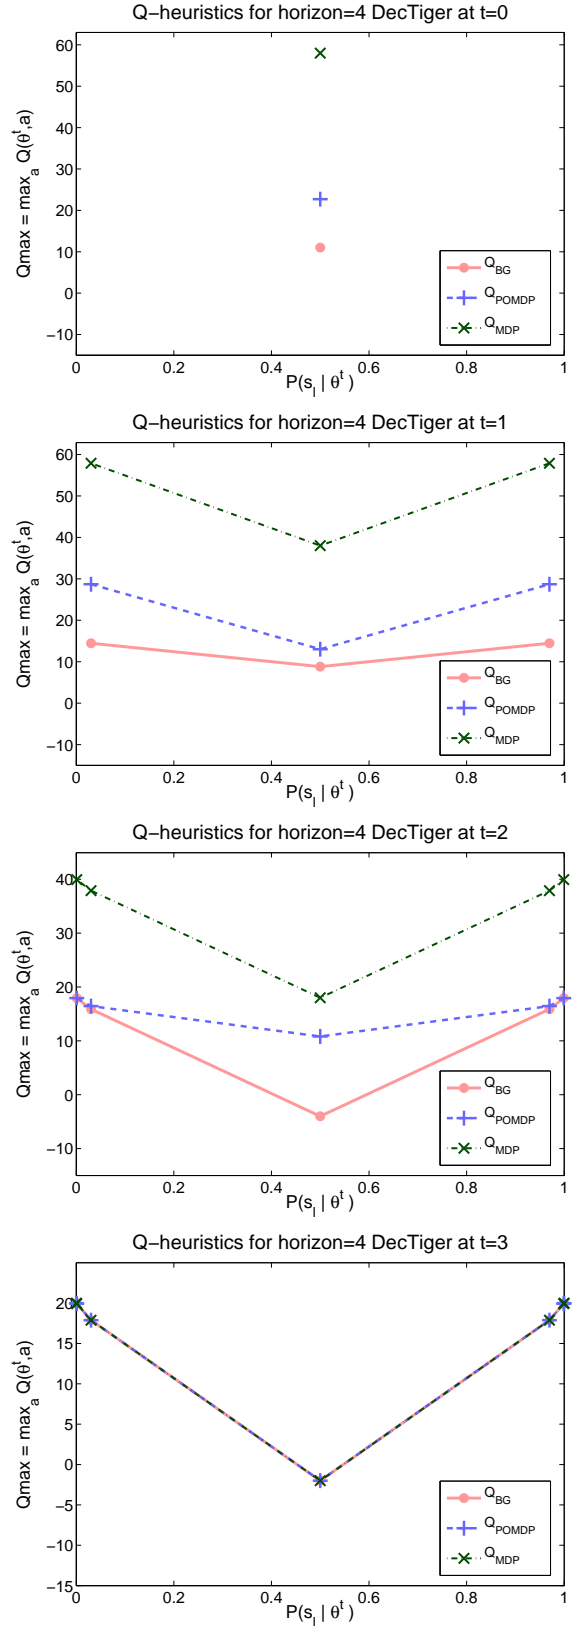 Q−heuristics for horizon=4 DecTiger at t=0
Qmax = max_a Q(θ^t,a)
60
50
40
30
20
10
0
−10
Q_BG
Q_POMDP
Q_MDP
0 0.2 0.4 0.6 0.8 1
P(s_l | θ^t )
Q−heuristics for horizon=4 DecTiger at t=1
Qmax = max_a Q(θ^t,a)
60
50
40
30
20
10
0
−10
Q_BG
Q_POMDP
Q_MDP
0 0.2 0.4 0.6 0.8 1
P(s_l | θ^t )
Q−heuristics for horizon=4 DecTiger at t=2
Qmax = max_a Q(θ^t,a)
40
30
20
10
0
−10
Q_BG
Q_POMDP
Q_MDP
0 0.2 0.4 0.6 0.8 1
P(s_l | θ^t )
Q−heuristics for horizon=4 DecTiger at t=3
Qmax = max_a Q(θ^t,a)
20
15
10
5
0
−5
−10
−15
Q_BG
Q_POMDP
Q_MDP
0 0.2 0.4 0.6 0.8 1
P(s_l | θ^t )